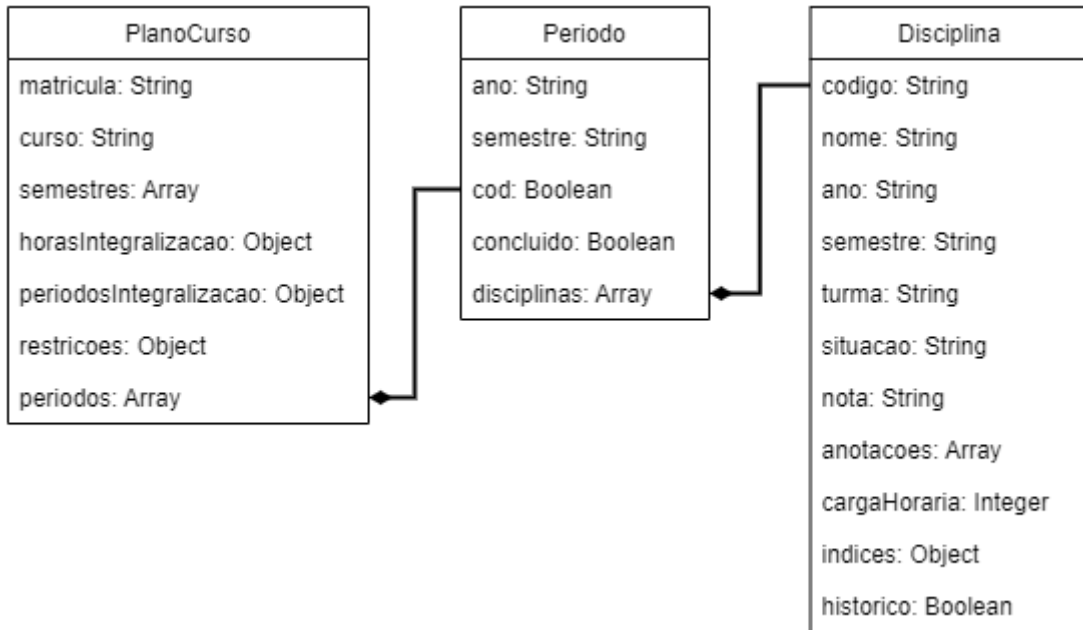 PlanoCurso
matricula: String
curso: String
semestres: Array
horasIntegralizacao: Object
periodosIntegralizacao: Object
restricoes: Object
periodos: Array
Periodo
ano: String
semestre: String
cod: Boolean
concluido: Boolean
disciplinas: Array
Disciplina
codigo: String
nome: String
ano: String
semestre: String
turma: String
situacao: String
nota: String
anotacoes: Array
cargaHoraria: Integer
indices: Object
historico: Boolean